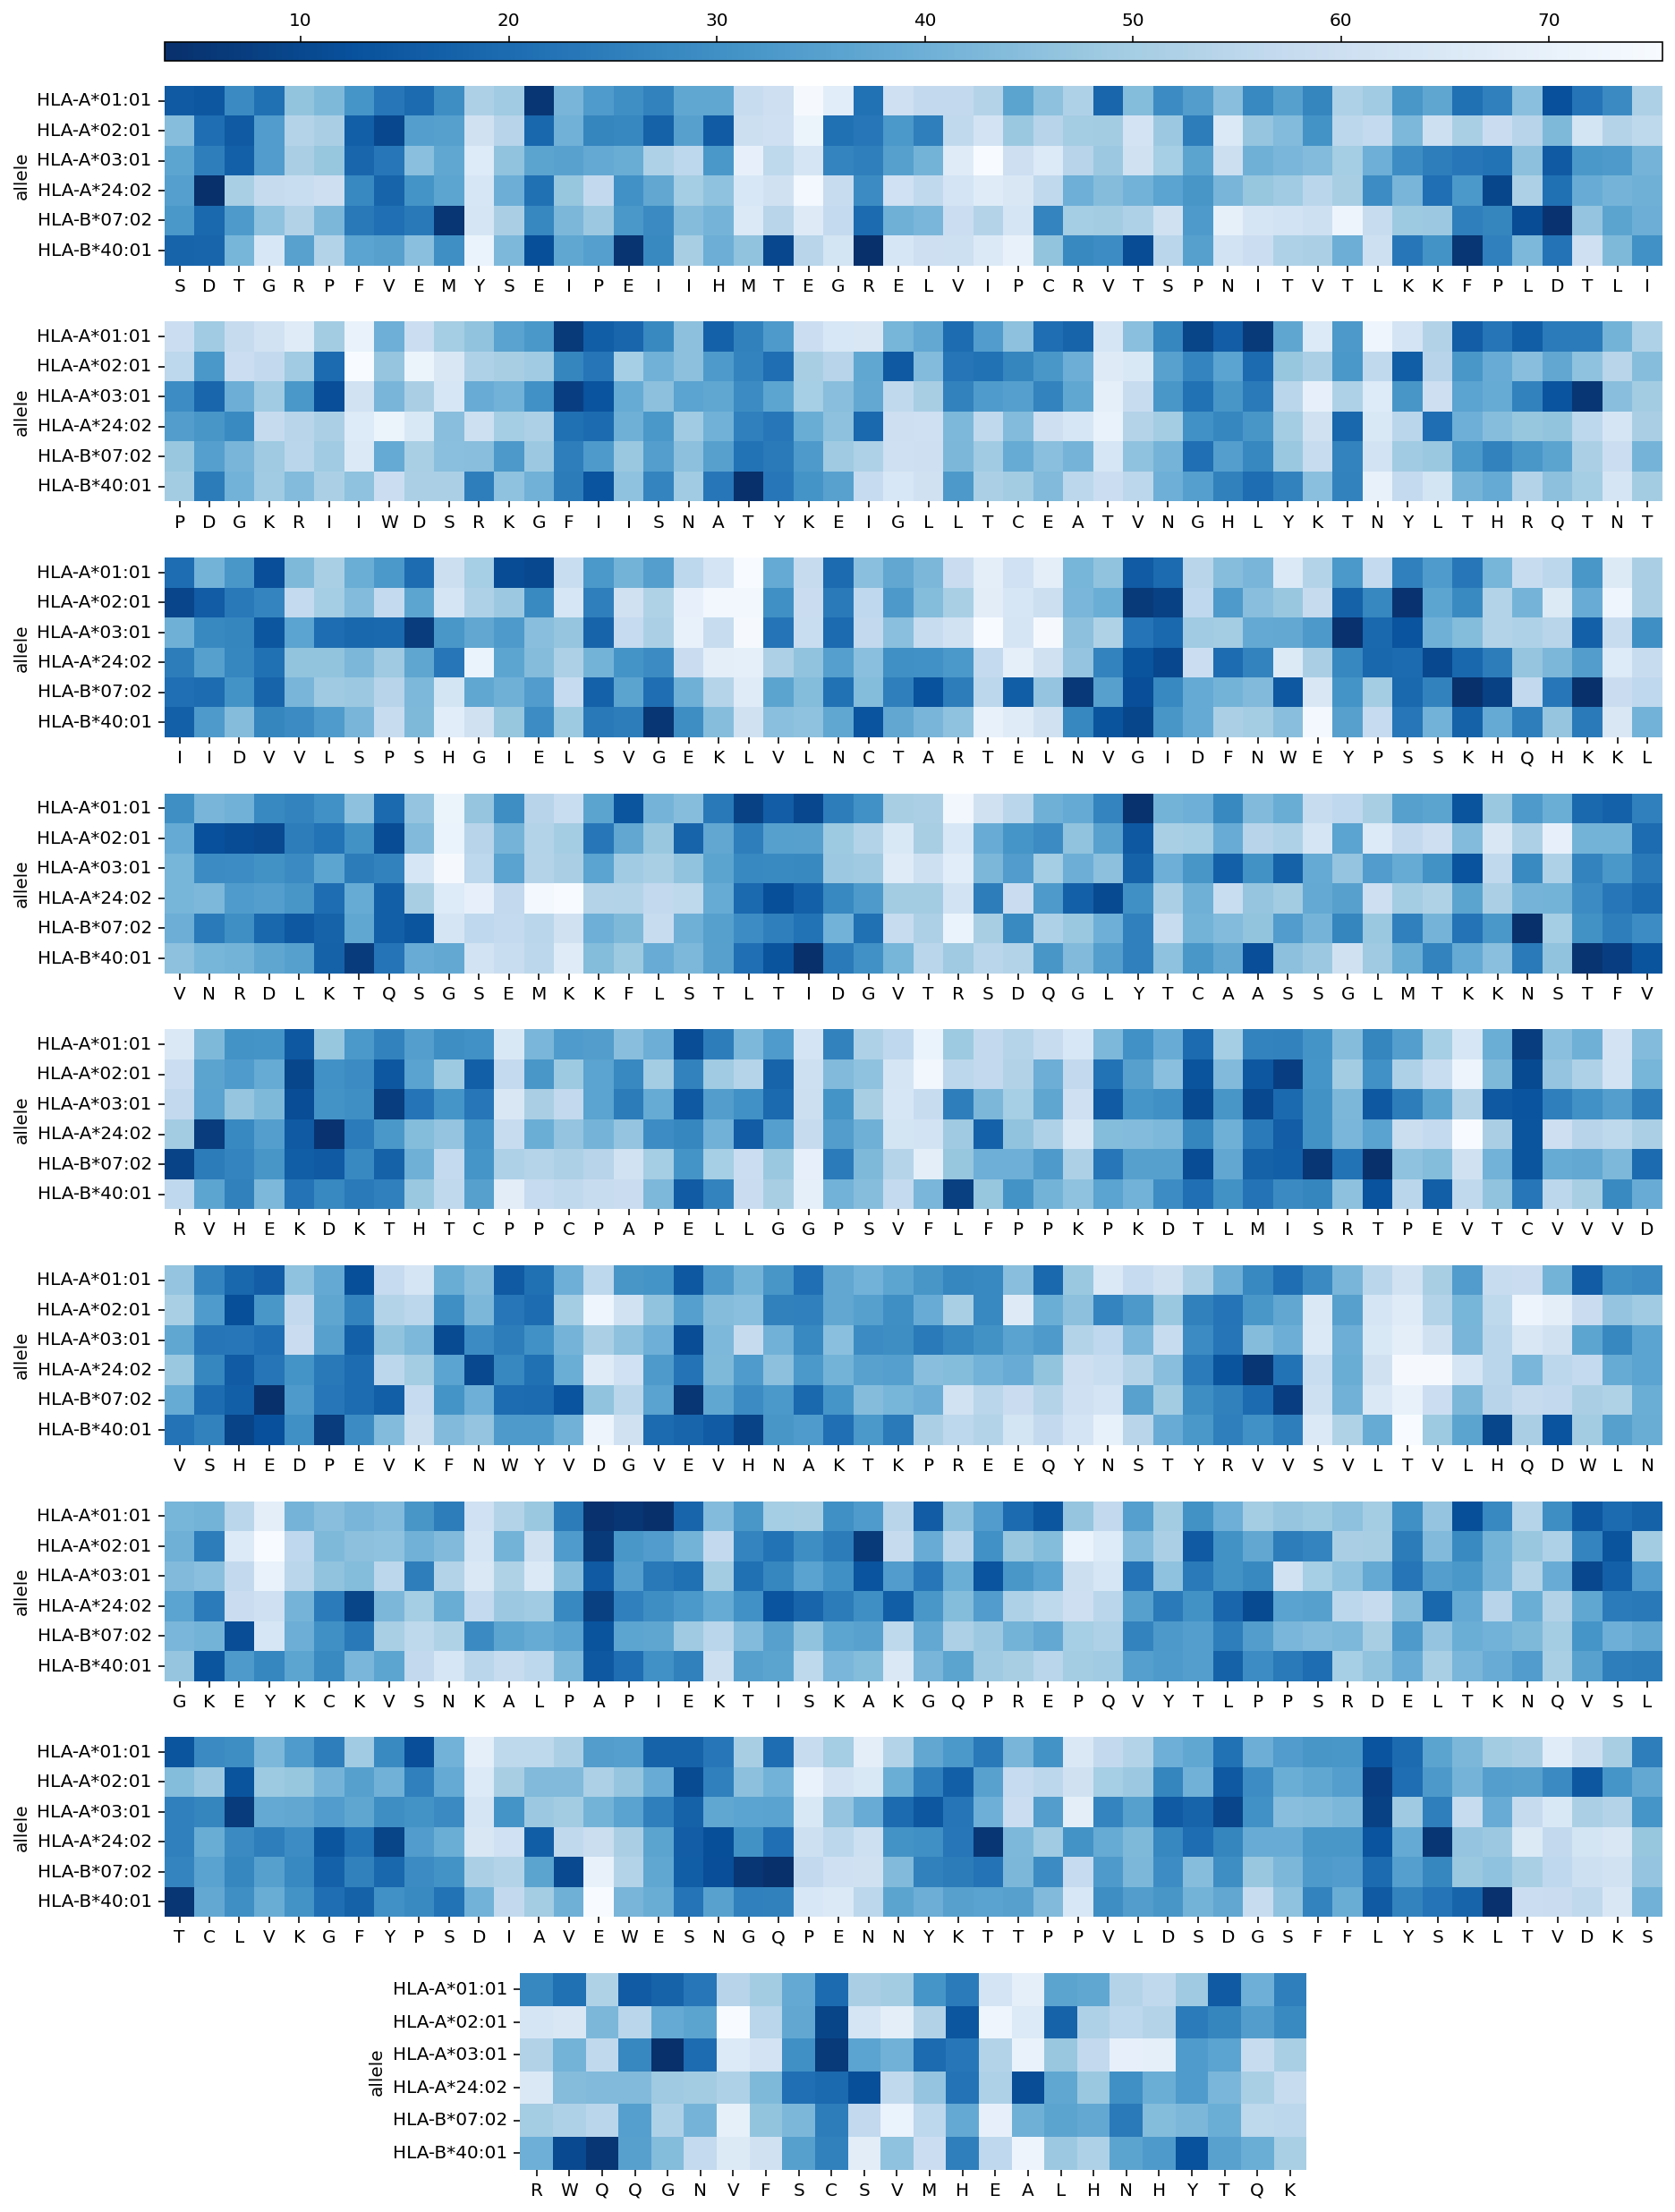 10 20 30 40 50 60 70
HLA-A*01:01
HLA-A*02:01
HLA-A*03:01
HLA-A*24:02
HLA-B*07:02
HLA-B*40:01
allele
S D T G R P F V E M Y S E I P E I I H M T E G R E L V I P C R V T S P N I T V T L K K F P L D T L I
HLA-A*01:01
HLA-A*02:01
HLA-A*03:01
HLA-A*24:02
HLA-B*07:02
HLA-B*40:01
allele
P D G K R I I W D S R K G F I I S N A T Y K E I G L L T C E A T V N G H L Y K T N Y L T H R Q T N T
HLA-A*01:01
HLA-A*02:01
HLA-A*03:01
HLA-A*24:02
HLA-B*07:02
HLA-B*40:01
allele
I I D V V L S P S H G I E L S V G E K L V L N C T A R T E L N V G I D F N W E Y P S S K H Q H K K L
HLA-A*01:01
HLA-A*02:01
HLA-A*03:01
HLA-A*24:02
HLA-B*07:02
HLA-B*40:01
allele
V N R D L K T Q S G S E M K K F L S T L T I D G V T R S D Q G L Y T C A A S S G L M T K K N S T F V
HLA-A*01:01
HLA-A*02:01
HLA-A*03:01
HLA-A*24:02
HLA-B*07:02
HLA-B*40:01
allele
R V H E K D K T H T C P P C P A P E L L G G P S V F L F P P K P K D T L M I S R T P E V T C V V V D
HLA-A*01:01
HLA-A*02:01
HLA-A*03:01
HLA-A*24:02
HLA-B*07:02
HLA-B*40:01
allele
V S H E D P E V K F N W Y V D G V E V H N A K T K P R E E Q Y N S T Y R V V S V L T V L H Q D W L N
HLA-A*01:01
HLA-A*02:01
HLA-A*03:01
HLA-A*24:02
HLA-B*07:02
HLA-B*40:01
allele
G K E Y K C K V S N K A L P A P I E K T I S K A K G Q P R E P Q V Y T L P P S R D E L T K N Q V S L
HLA-A*01:01
HLA-A*02:01
HLA-A*03:01
HLA-A*24:02
HLA-B*07:02
HLA-B*40:01
allele
T C L V K G F Y P S D I A V E W E S N G Q P E N N Y K T T P P V L D S D G S F F L Y S K L T V D K S
HLA-A*01:01
HLA-A*02:01
HLA-A*03:01
HLA-A*24:02
HLA-B*07:02
HLA-B*40:01
allele
R W Q Q G N V F S C S V M H E A L H N H Y T Q K